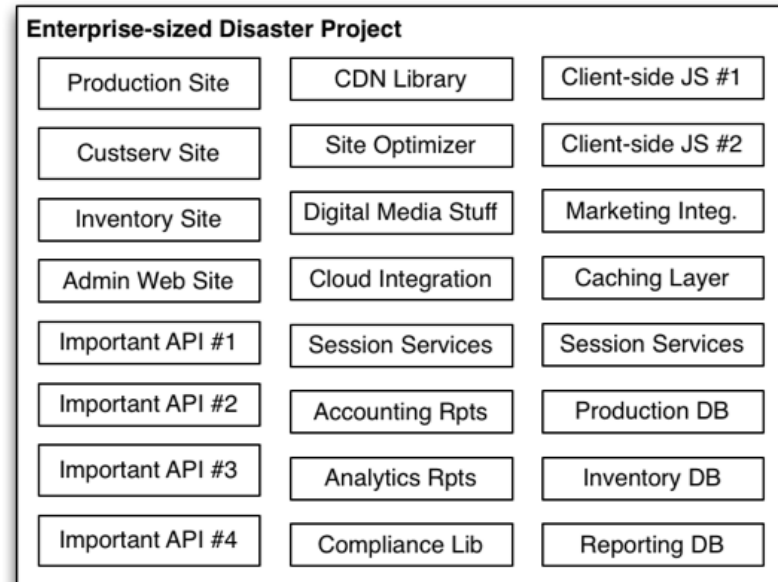 Enterprise-sized Disaster Project
Production Site
CDN Library
Client-side JS #1
Custserv Site
Site Optimizer
Client-side JS #2
Inventory Site
Digital Media Stuff
Marketing Integ.
Admin Web Site
Cloud Integration
Caching Layer
Important API #1
Session Services
Session Services
Important API #2
Accounting Rpts
Production DB
Important API #3
Analytics Rpts
Inventory DB
Important API #4
Compliance Lib
Reporting DB